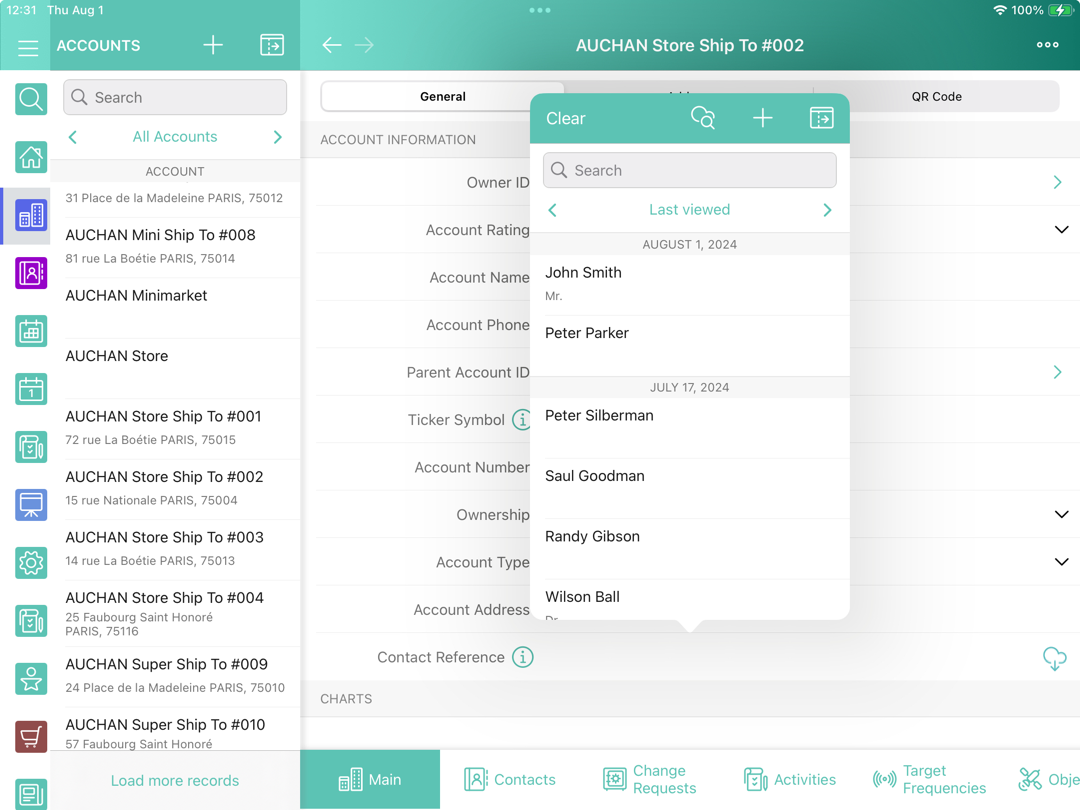 12:31 Thu Aug 1
100%
ACCOUNTS
AUCHAN Store Ship To #002
Search
All Accounts
ACCOUNT
31 Place de la Madeleine PARIS, 75012
AUCHAN Mini Ship To #008
81 rue La Boétie PARIS, 75014
AUCHAN Minimarket
AUCHAN Store
AUCHAN Store Ship To #001
72 rue La Boétie PARIS, 75015
AUCHAN Store Ship To #002
15 rue Nationale PARIS, 75004
AUCHAN Store Ship To #003
14 rue La Boétie PARIS, 75013
AUCHAN Store Ship To #004
25 Faubourg Saint Honoré
PARIS, 75116
AUCHAN Super Ship To #009
24 Place de la Madeleine PARIS, 75010
AUCHAN Super Ship To #010
57 Faubourg Saint Honoré
Load more records
General
QR Code
ACCOUNT INFORMATION
Owner ID
Account Rating
Account Name
Account Phone
Parent Account ID
Ticker Symbol
Account Number
Ownership
Account Type
Account Address
Contact Reference
CHARTS
Clear
Search
Last viewed
AUGUST 1, 2024
John Smith
Mr.
Peter Parker
JULY 17, 2024
Peter Silberman
Saul Goodman
Randy Gibson
Wilson Ball
Dr.
Main
Contacts
Change
Requests
Activities
Target
Frequencies
Obje